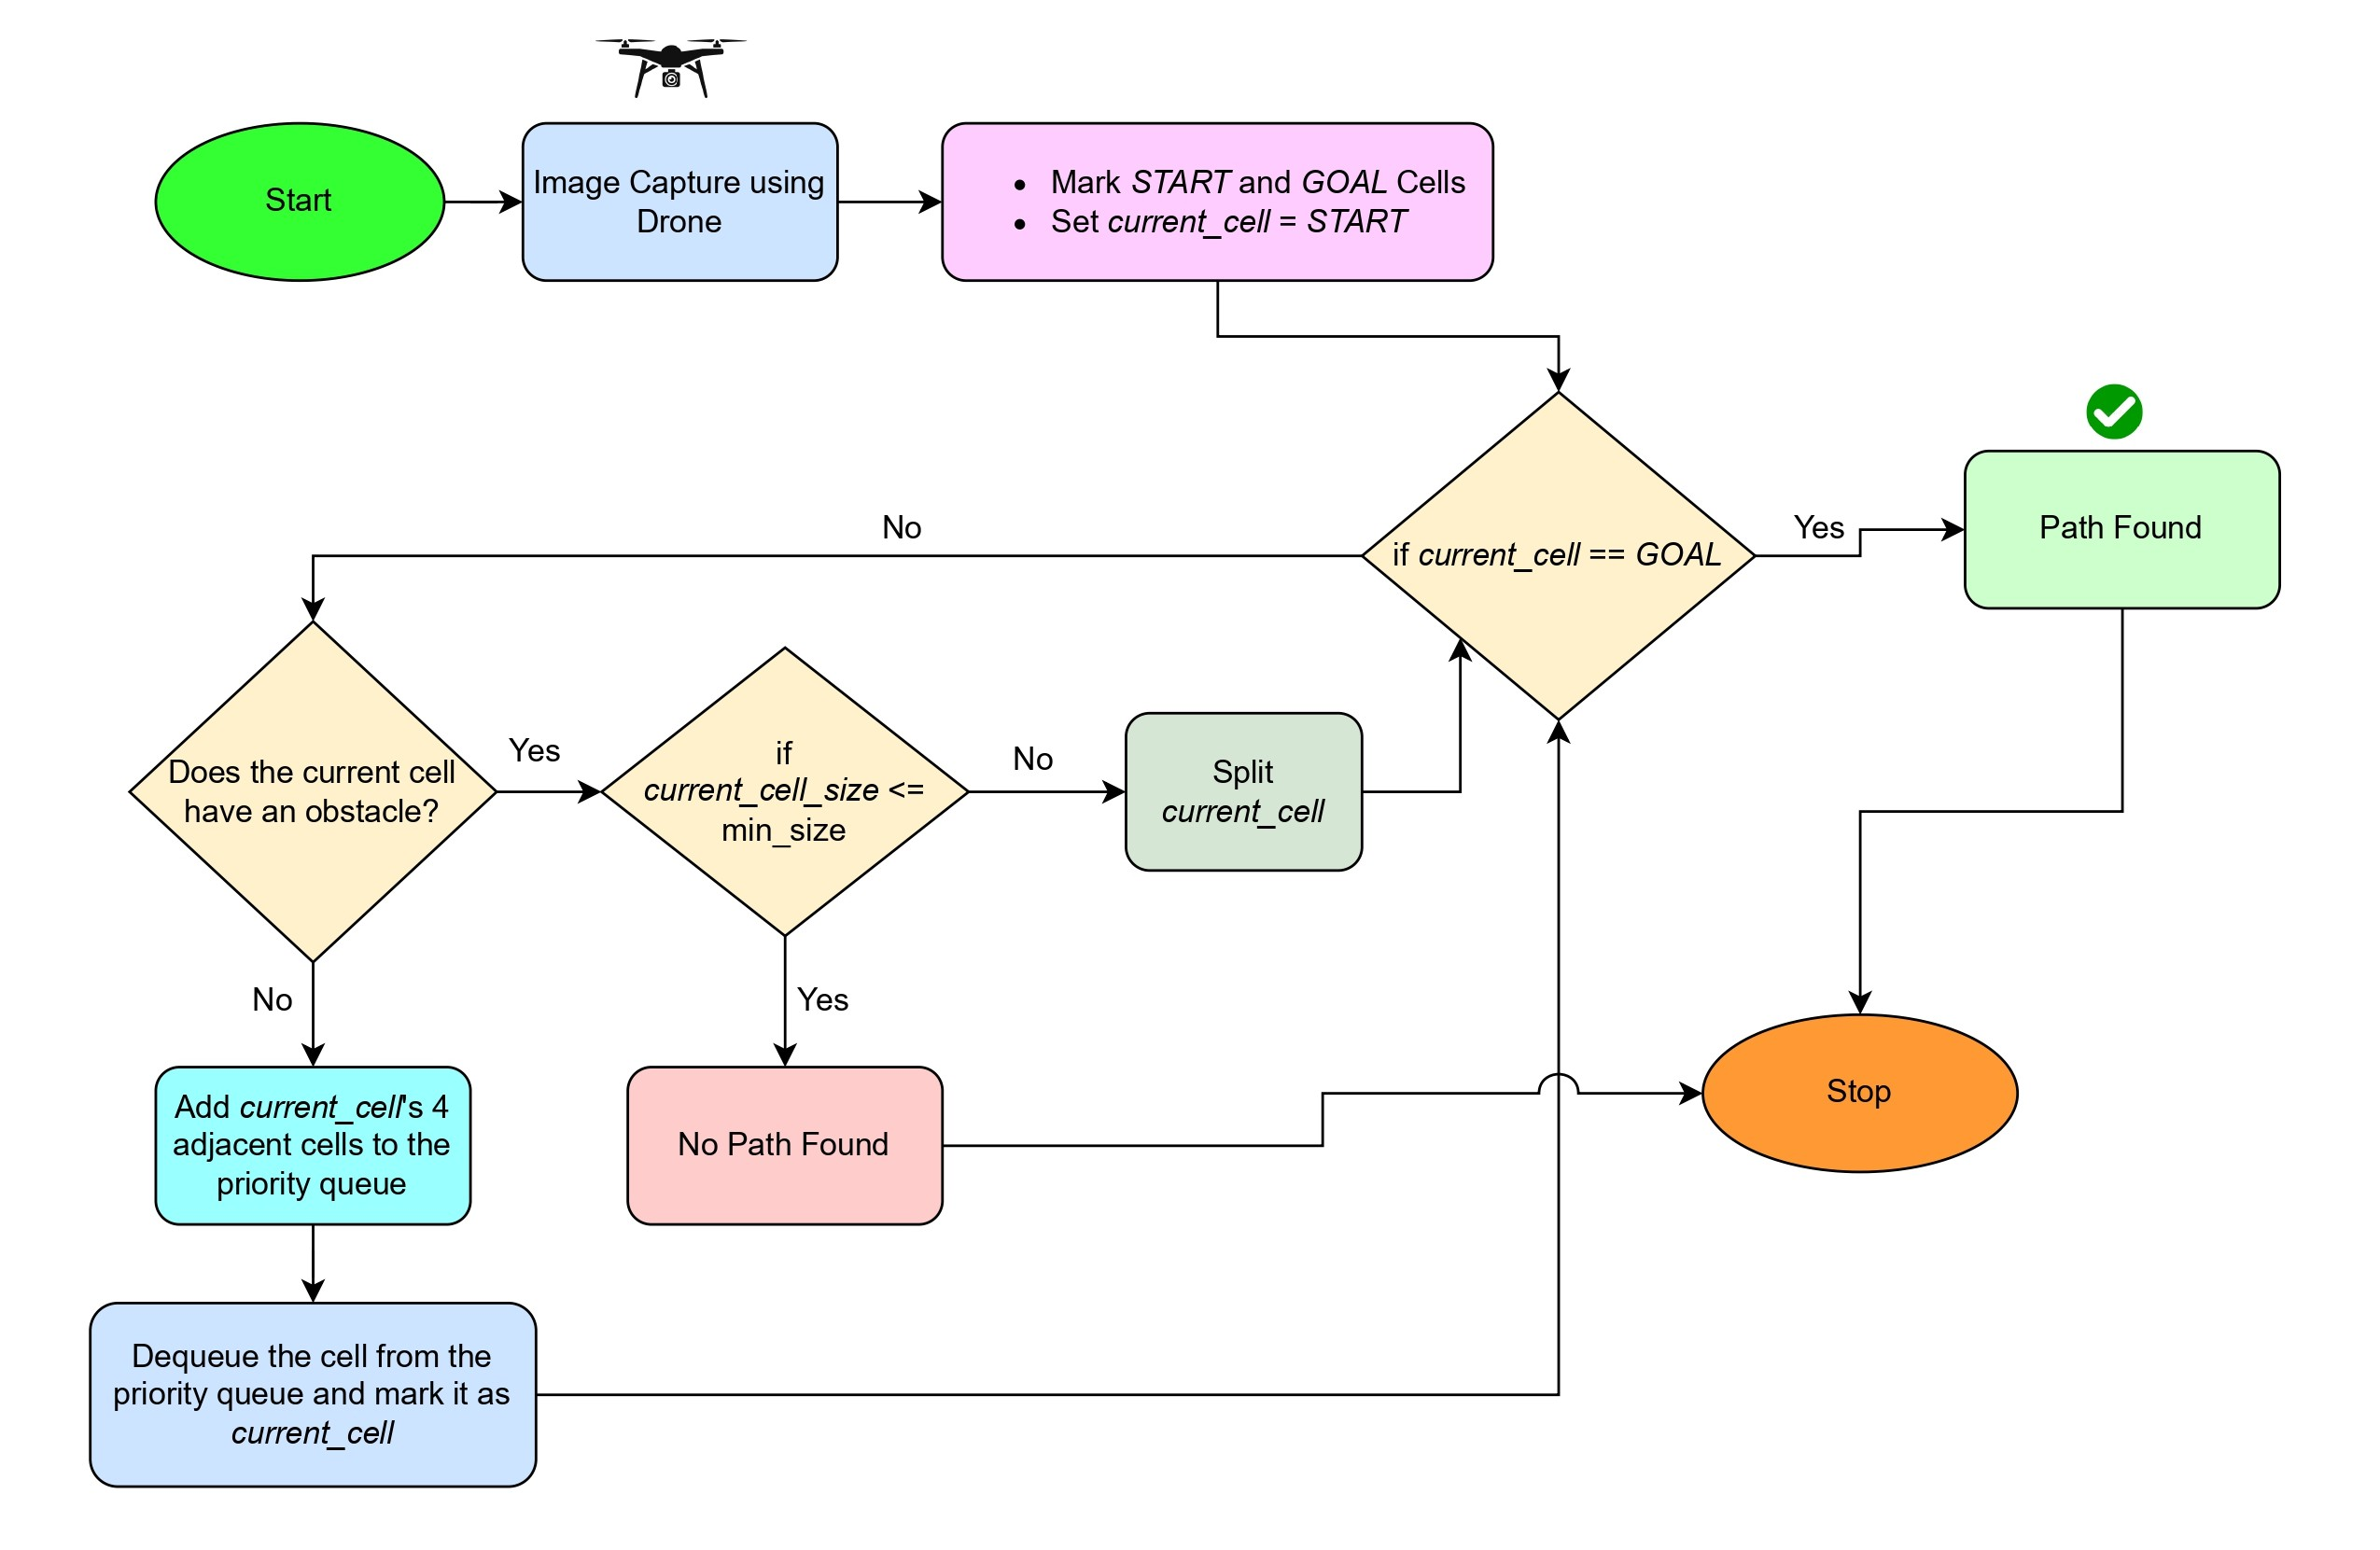 Start
Image Capture using
Drone
• Mark START and GOAL Cells
• Set current_cell = START
if current_cell == GOAL
Yes
Path Found
No
Does the current cell
have an obstacle?
Yes
if
current_cell_size <=
min_size
No
Split
current_cell
No
Yes
Add current_cell's 4
adjacent cells to the
priority queue
No Path Found
Stop
Dequeue the cell from the
priority queue and mark it as
current_cell